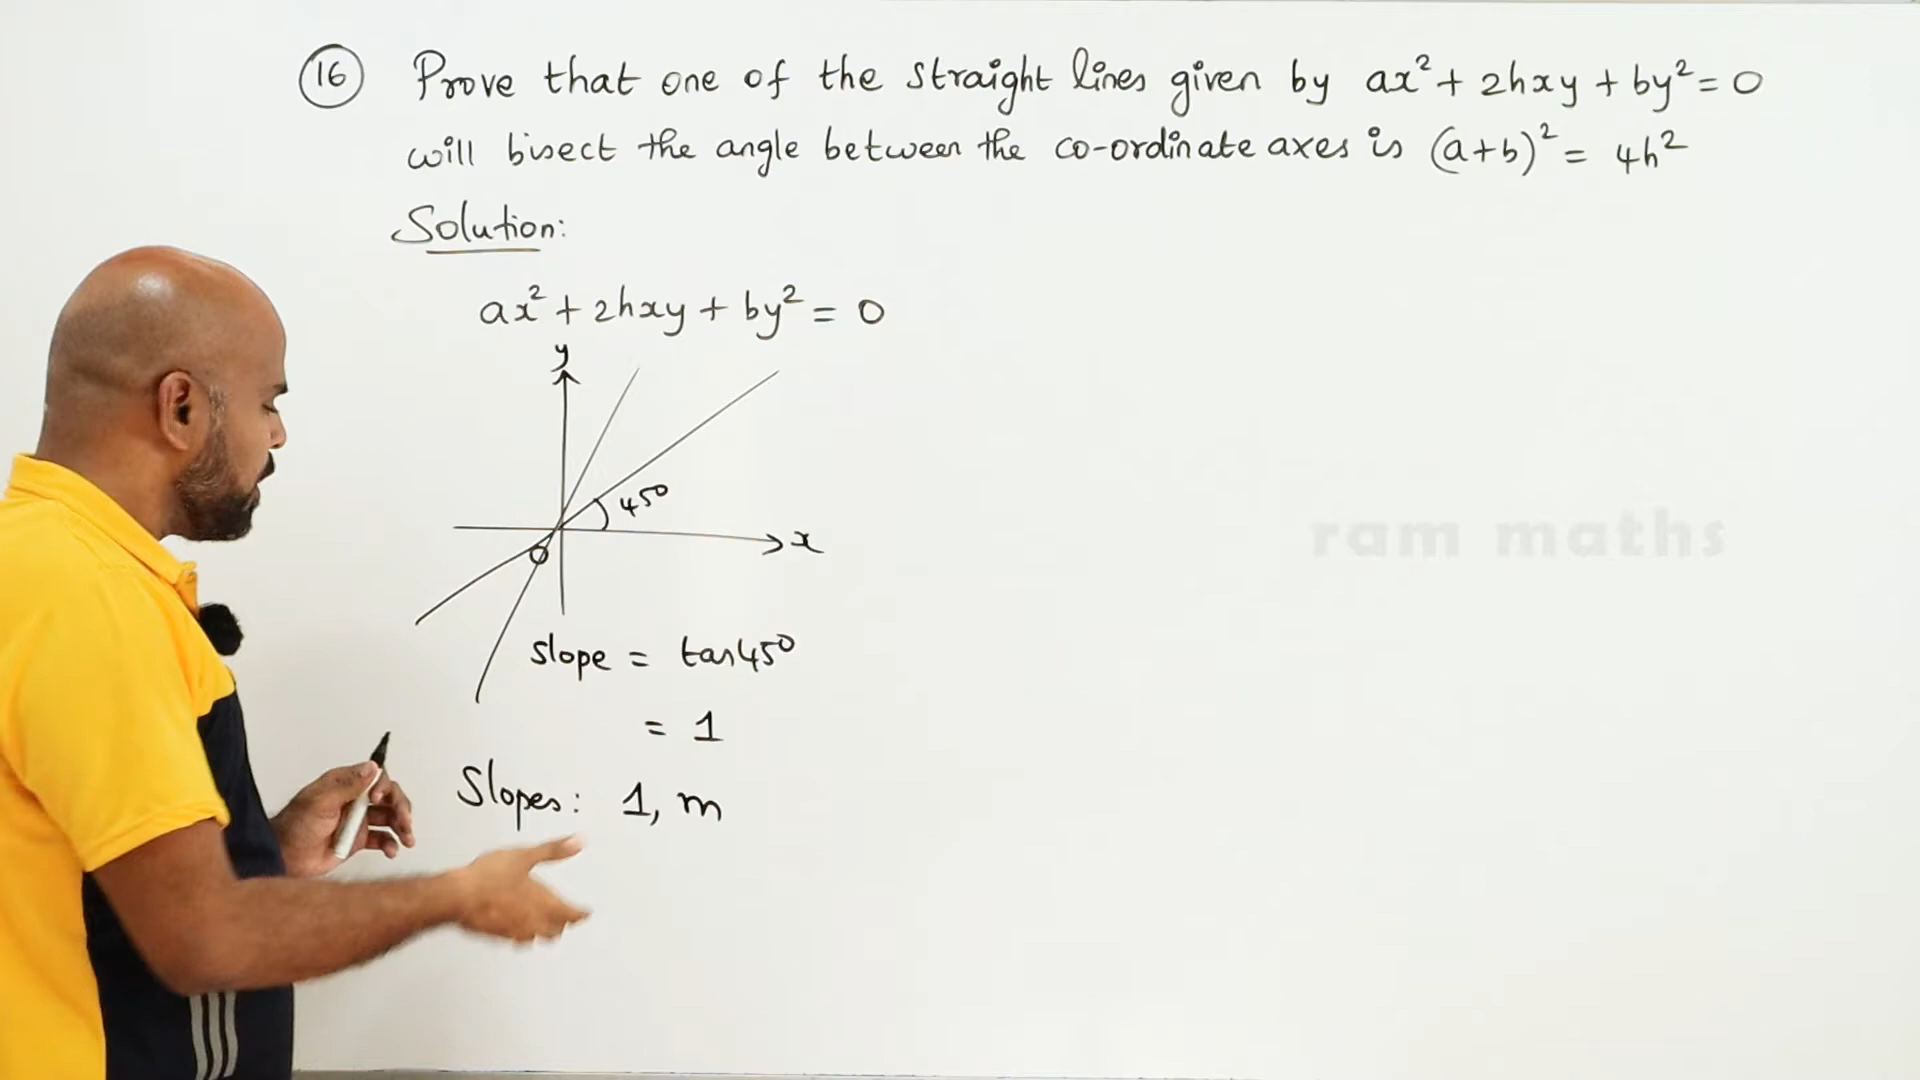 16 Prove that one of the straight lines given by ax² + 2hxy + by² = 0
will bisect the angle between the co-ordinate axes is (a+b)² = 4h²
Solution:
ax² + 2hxy + by² = 0
y
45°
x
O
slope = tan45°
= 1
Slopes: 1, m
ram maths